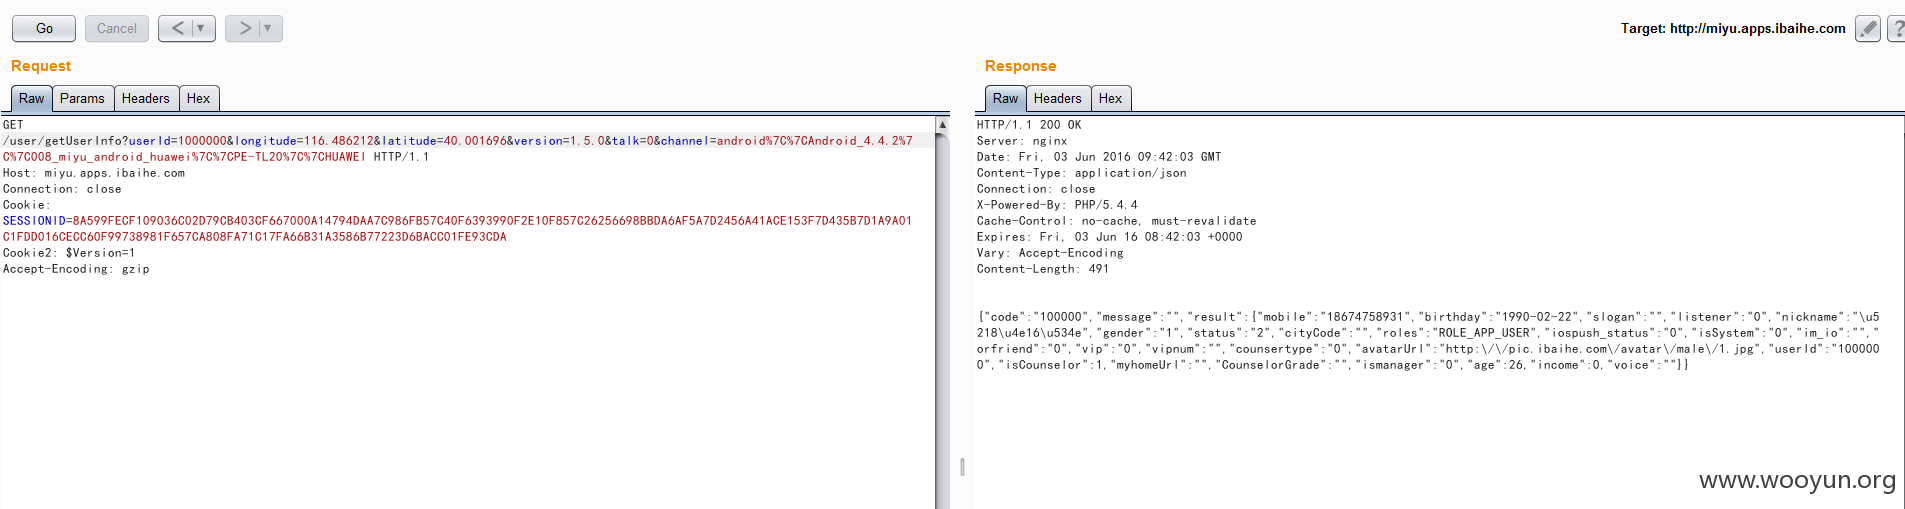 Go
Cancel
<
>
Target: http://miyu.apps.ibaihe.com
?
Request
Raw
Params
Headers
Hex
GET
/user/getUserInfo?userId=1000000&longitude=116.486212&latitude=40.001696&version=1.5.0&talk=0&channel=android%7C%7CAndroid_4.4.2%7
C%7C008_miyu_android_huawei%7C%7CPE-TL20%7C%7CHUAWEI HTTP/1.1
Host: miyu.apps.ibaihe.com
Connection: close
Cookie:
SESSIONID=8A599FECF109036C02D79CB403CF667000A14794DAA7C986FB57C40F6393990F2E10F857C26256698BBDA6AF5A7D2456A41ACE153F7D435B7D1A9A01
C1FDD016CECC60F99738981F657CA808FA71C17FA66B31A3586B77223D6BACC01FE93CDA
Cookie2: $Version=1
Accept-Encoding: gzip
Response
Raw
Headers
Hex
HTTP/1.1 200 OK
Server: nginx
Date: Fri, 03 Jun 2016 09:42:03 GMT
Content-Type: application/json
Connection: close
X-Powered-By: PHP/5.4.4
Cache-Control: no-cache, must-revalidate
Expires: Fri, 03 Jun 16 08:42:03 +0000
Vary: Accept-Encoding
Content-Length: 491
{"code":"100000","message":"","result":{"mobile":"18674758931","birthday":"1990-02-22","slogan":"","listener":"0","nickname":"\u5
218\u4e16\u534e","gender":"1","status":"2","cityCode":"","roles":"ROLE_APP_USER","iospush_status":"0","isSystem":"0","im_io":"","
orfriend":"0","vip":"0","vipnum":"","counsertype":"0","avatarUrl":"http:\/\/pic.ibaihe.com\/avatar\/male\/1.jpg","userId":"100000
0","isCounselor":1,"myhomeUrl":"","CounselorGrade":"","ismanager":"0","age":26,"income":0,"voice":""}}
www.wooyun.org